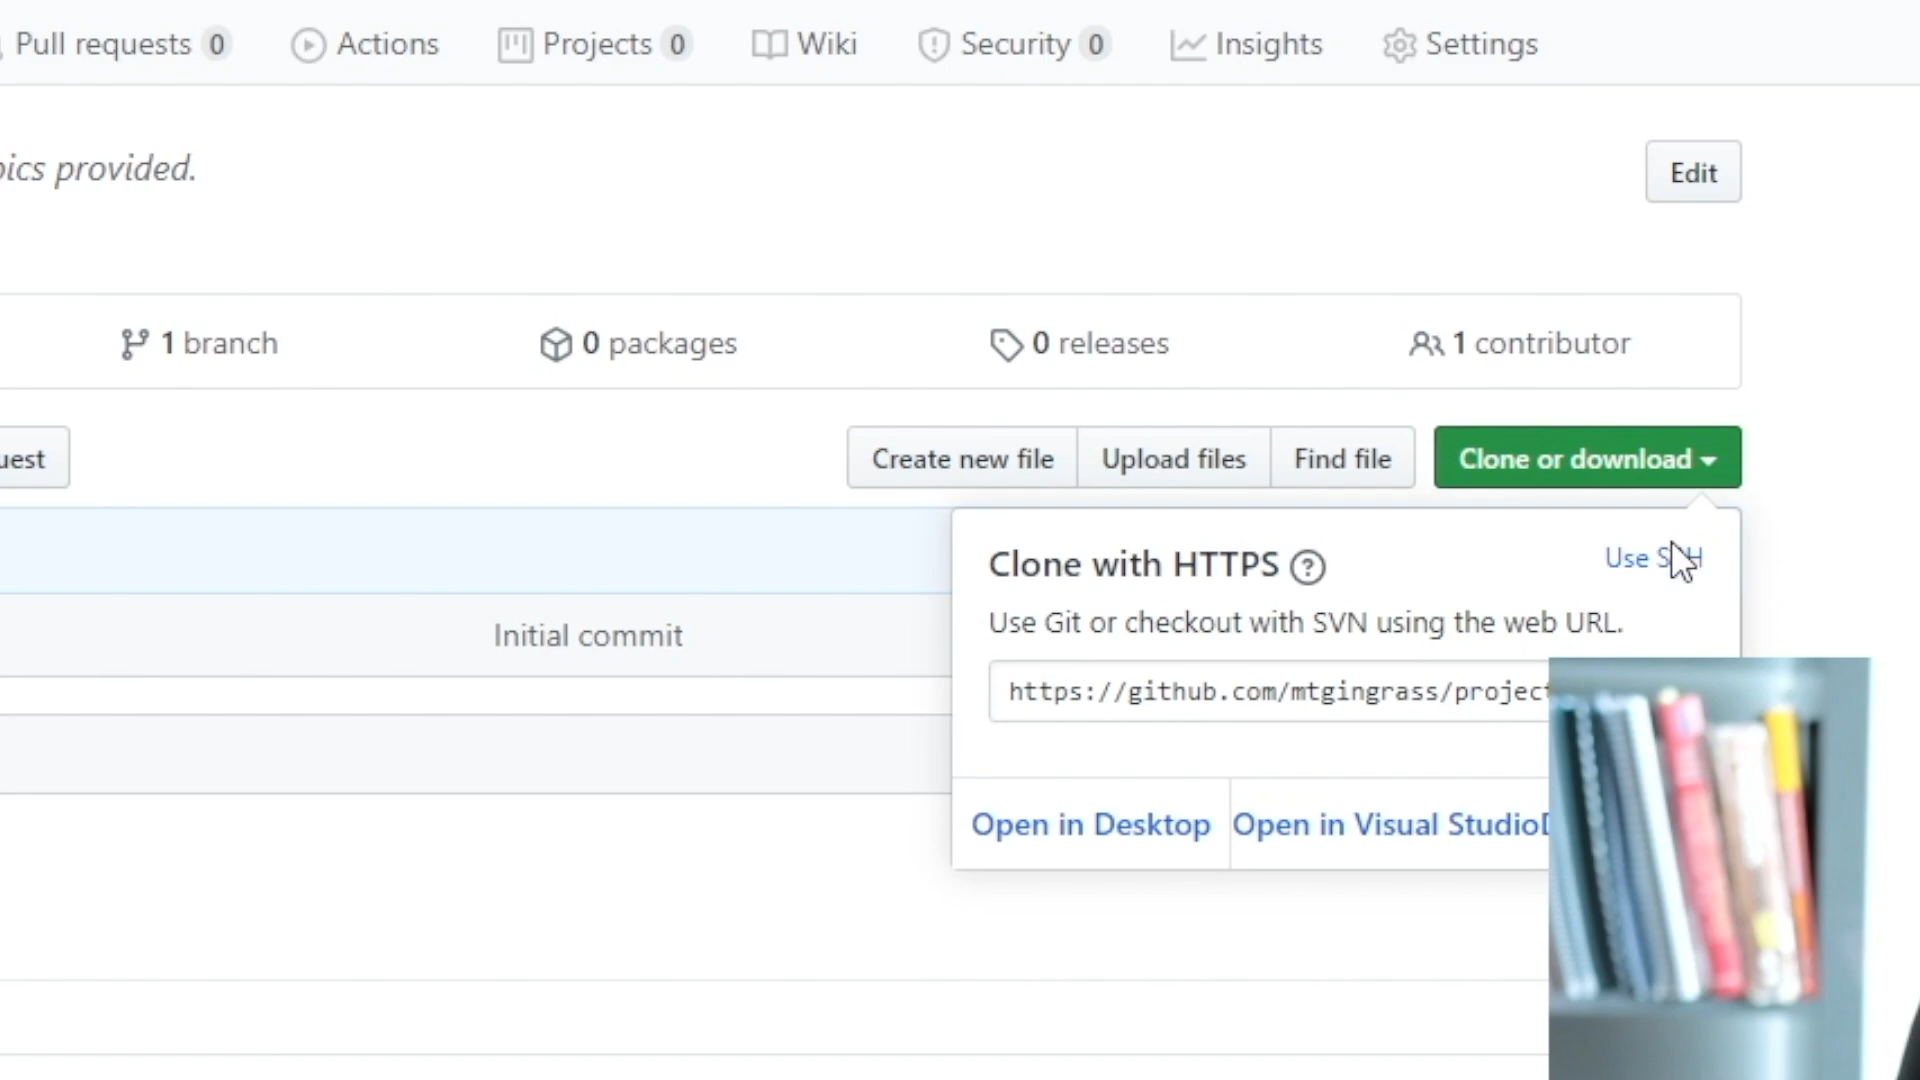 Pull requests 0 Actions Projects 0 Wiki Security 0 Insights Settings
provided.
Edit
1 branch 0 packages 0 releases 1 contributor
Create new file Upload files Find file Clone or download
Clone with HTTPS ?
Use SSH
Use Git or checkout with SVN using the web URL.
Initial commit
https://github.com/mtgingrass/project
Open in Desktop Open in Visual Studio